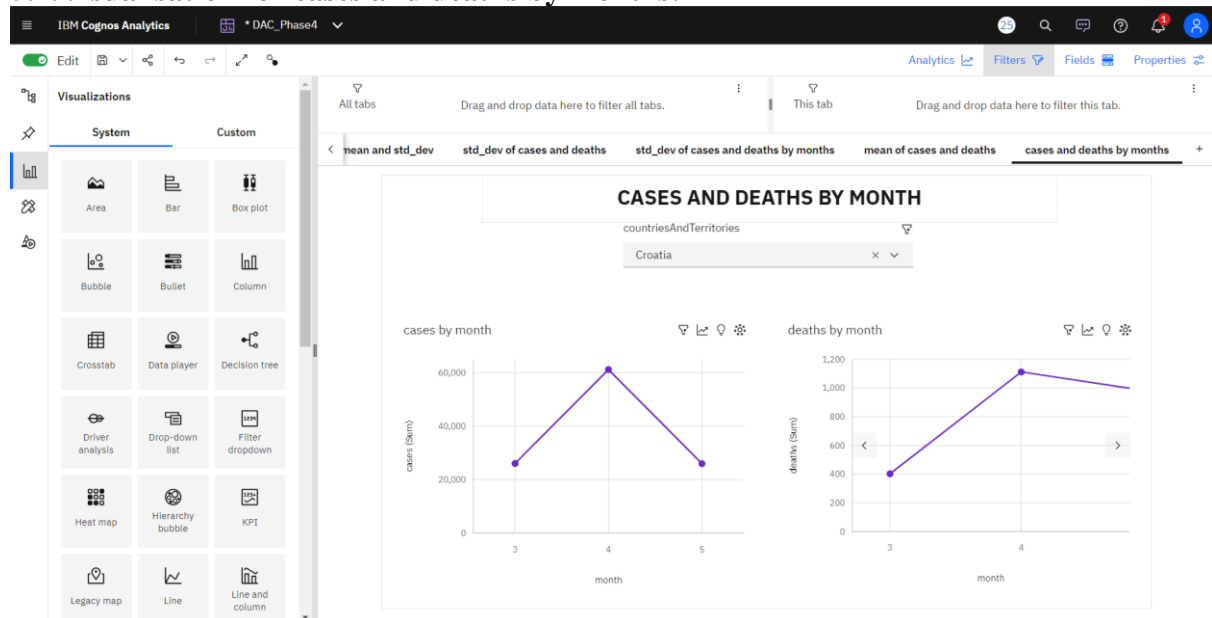 IBM Cognos Analytics
* DAC_Phase4
25
1
Edit
Analytics
Filters
Fields
Properties
Visualizations
System
Custom
Area
Bar
Box plot
Bubble
Bullet
Column
Crosstab
Data player
Decision tree
Driver analysis
Drop-down list
Filter dropdown
Heat map
Hierarchy bubble
KPI
Legacy map
Line
Line and column
All tabs
Drag and drop data here to filter all tabs.
This tab
Drag and drop data here to filter this tab.
mean and std_dev
std_dev of cases and deaths
std_dev of cases and deaths by months
mean of cases and deaths
cases and deaths by months
CASES AND DEATHS BY MONTH
countriesAndTerritories
Croatia
cases by month
cases (Sum)
60,000
40,000
20,000
0
3 4 5
month
deaths by month
deaths (Sum)
1,200
1,000
800
600
400
200
0
3 4
month